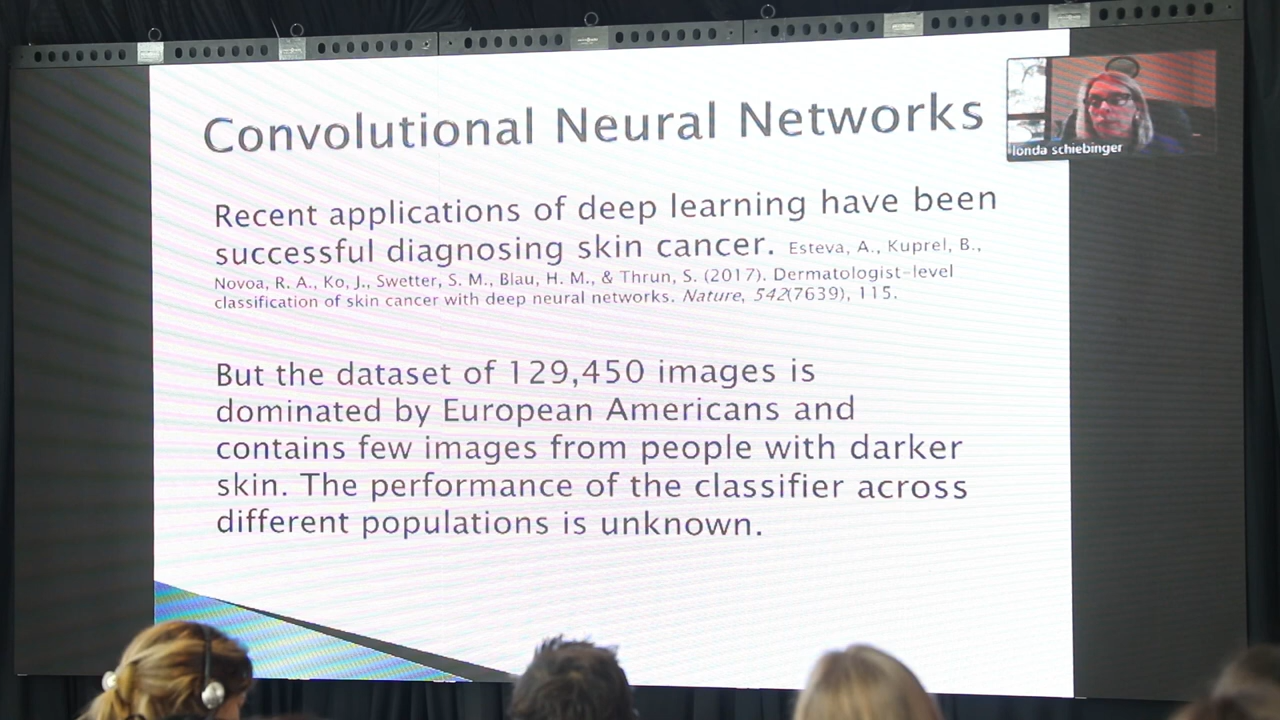 Convolutional Neural Networks
londa schiebinger
Recent applications of deep learning have been
successful diagnosing skin cancer. Esteva, A., Kuprel, B.,
Novoa, R. A., Ko, J., Swetter, S. M., Blau, H. M., & Thrun, S. (2017). Dermatologist-level
classification of skin cancer with deep neural networks. Nature, 542(7639), 115.
But the dataset of 129,450 images is
dominated by European Americans and
contains few images from people with darker
skin. The performance of the classifier across
different populations is unknown.